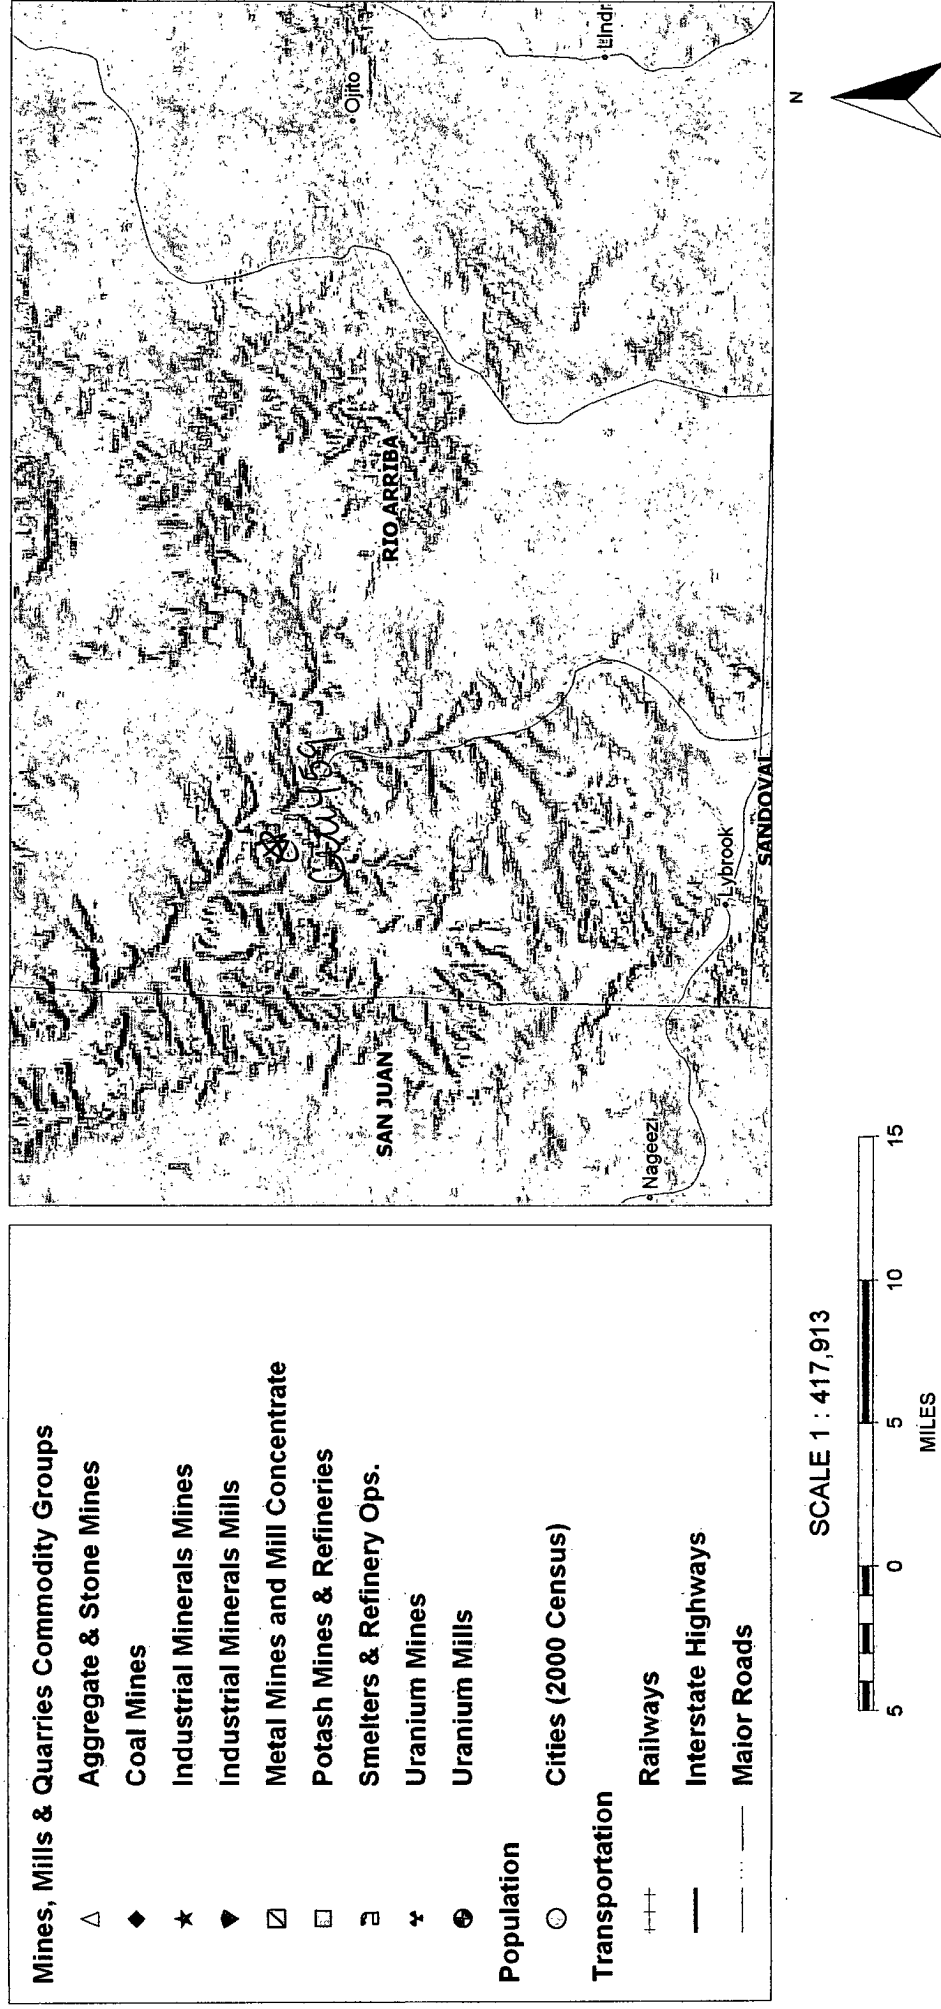 Mines, Mills & Quarries Commodity Groups
Aggregate & Stone Mines
Coal Mines
Industrial Minerals Mines
Industrial Minerals Mills
Metal Mines and Mill Concentrate
Potash Mines & Refineries
Smelters & Refinery Ops.
Uranium Mines
Uranium Mills
Population
Cities (2000 Census)
Transportation
Railways
Interstate Highways
Major Roads
Ojito
Lindr
RIO ARRIBA
SAN JUAN
Nageezi
Lybrook
SANDOVAL
N
SCALE 1 : 417,913
5 0 5 10 15
MILES